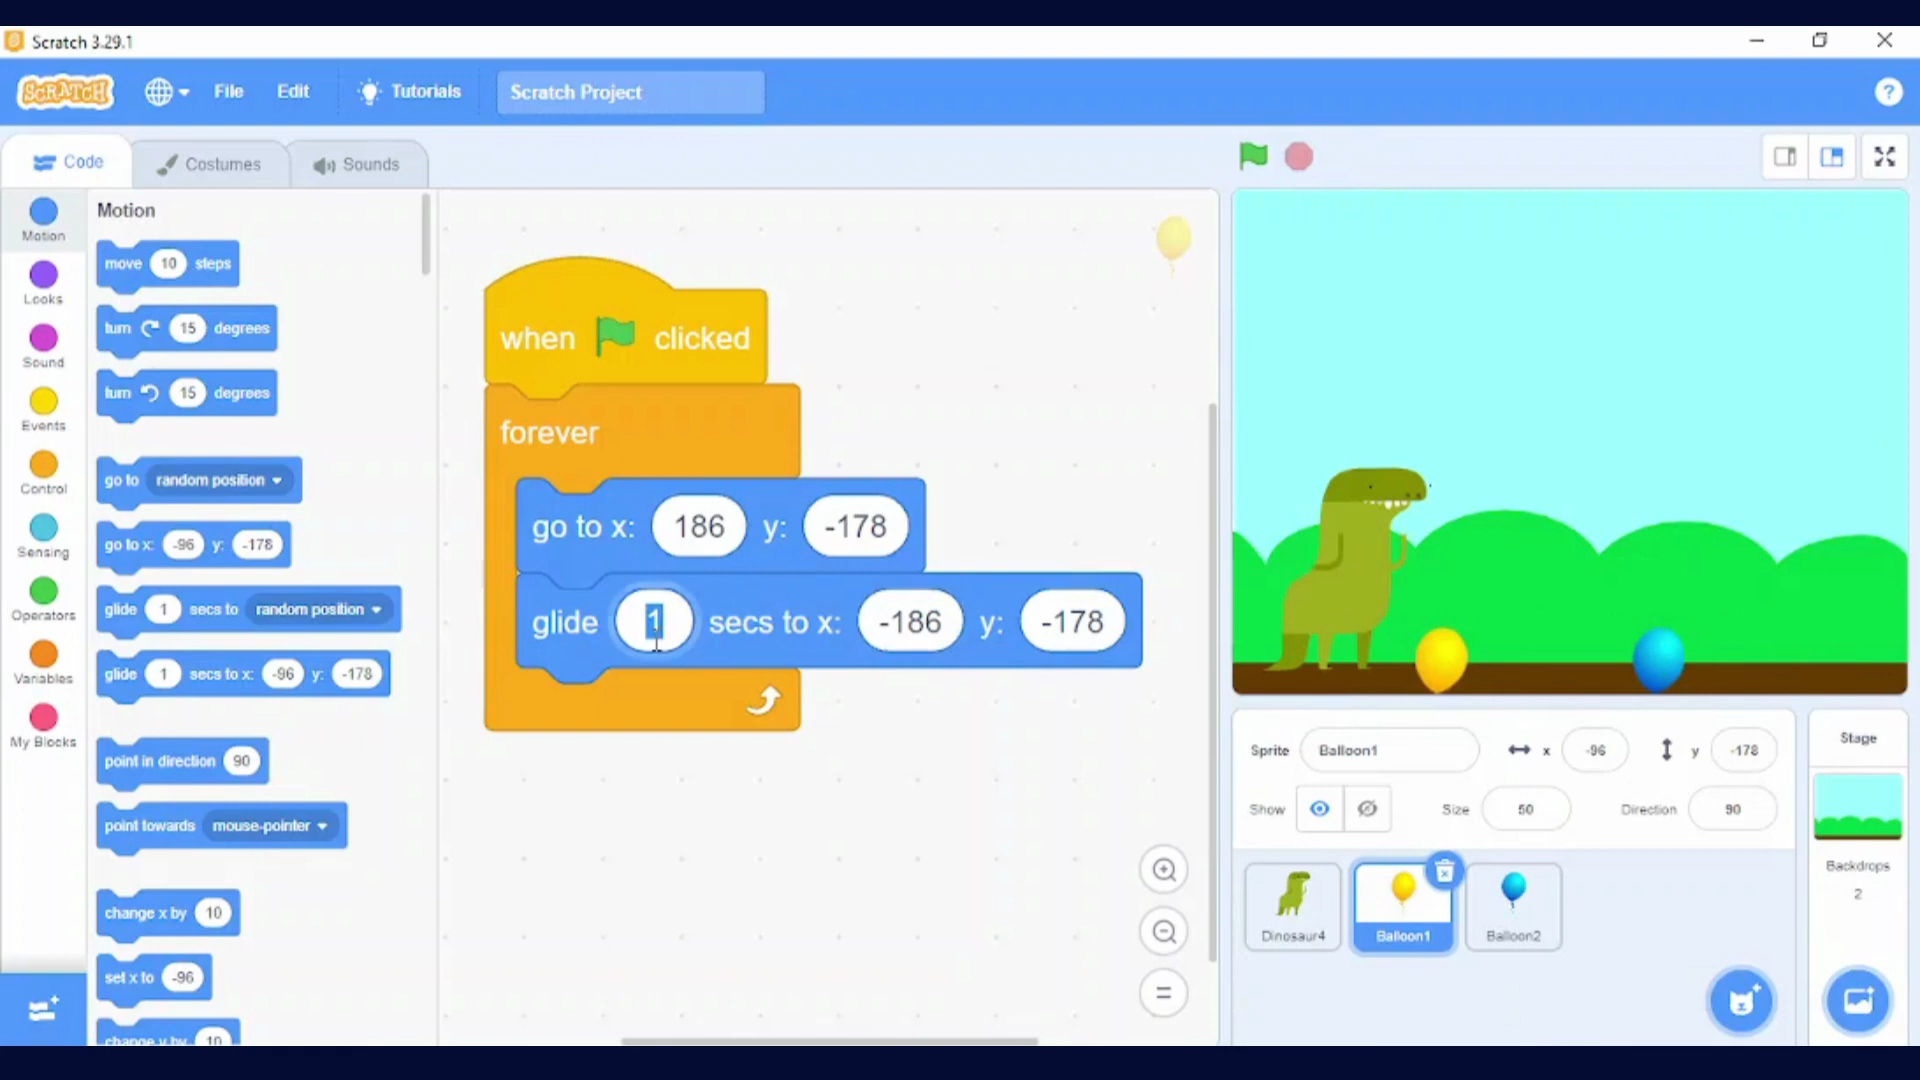 Scratch 3.29.1
SCRATCH
File
Edit
Tutorials
Scratch Project
?
Code
Costumes
Sounds
Motion
Looks
Sound
Events
Control
Sensing
Operators
Variables
My Blocks
Motion
move 10 steps
turn 15 degrees
turn 15 degrees
go to random position
go to x: -96 y: -178
glide 1 secs to random position
glide 1 secs to x: -96 y: -178
point in direction 90
point towards mouse-pointer
change x by 10
set x to -96
change y by 10
when clicked
forever
go to x: 186 y: -178
glide 1 secs to x: -186 y: -178
Sprite Balloon1 x -96 y -178
Show Size 50 Direction 90
Dinosaur4
Balloon1
Balloon2
Stage
Backdrops
2